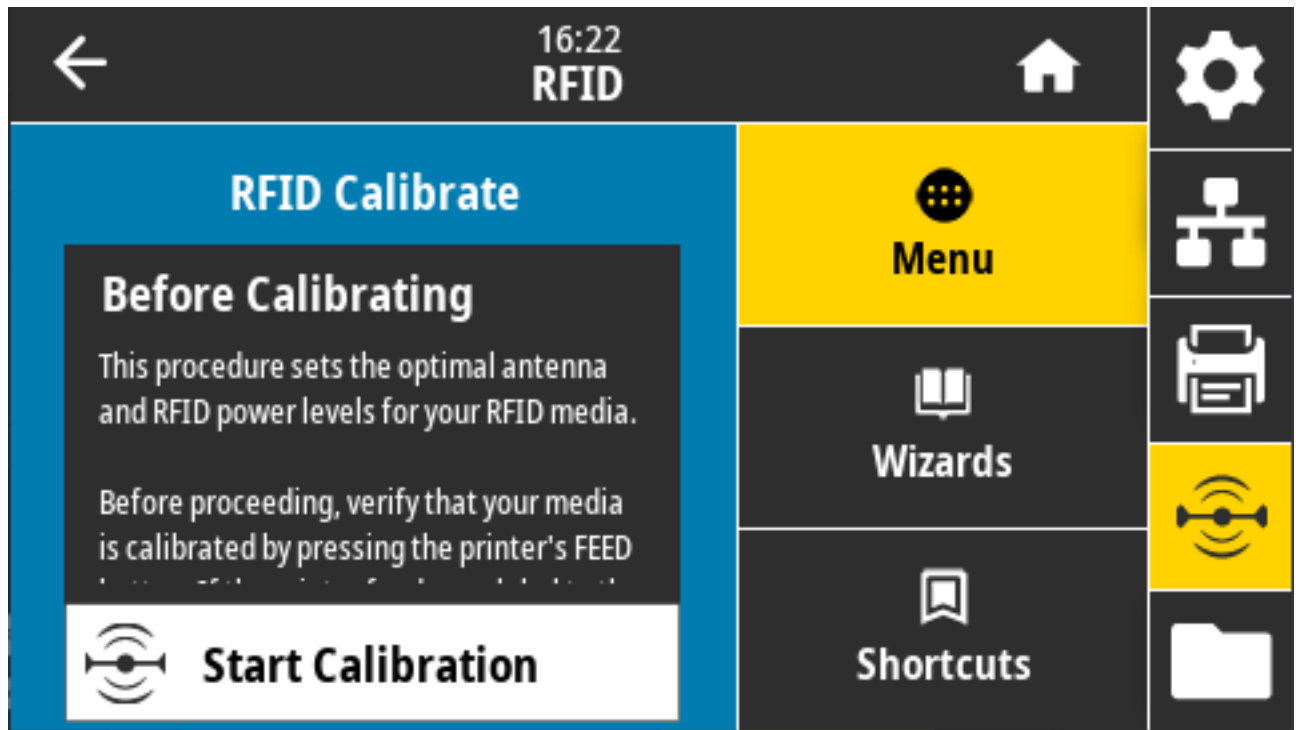 16:22
RFID
RFID Calibrate
Before Calibrating
This procedure sets the optimal antenna
and RFID power levels for your RFID media.
Before proceeding, verify that your media
is calibrated by pressing the printer's FEED
Start Calibration
Menu
Wizards
Shortcuts